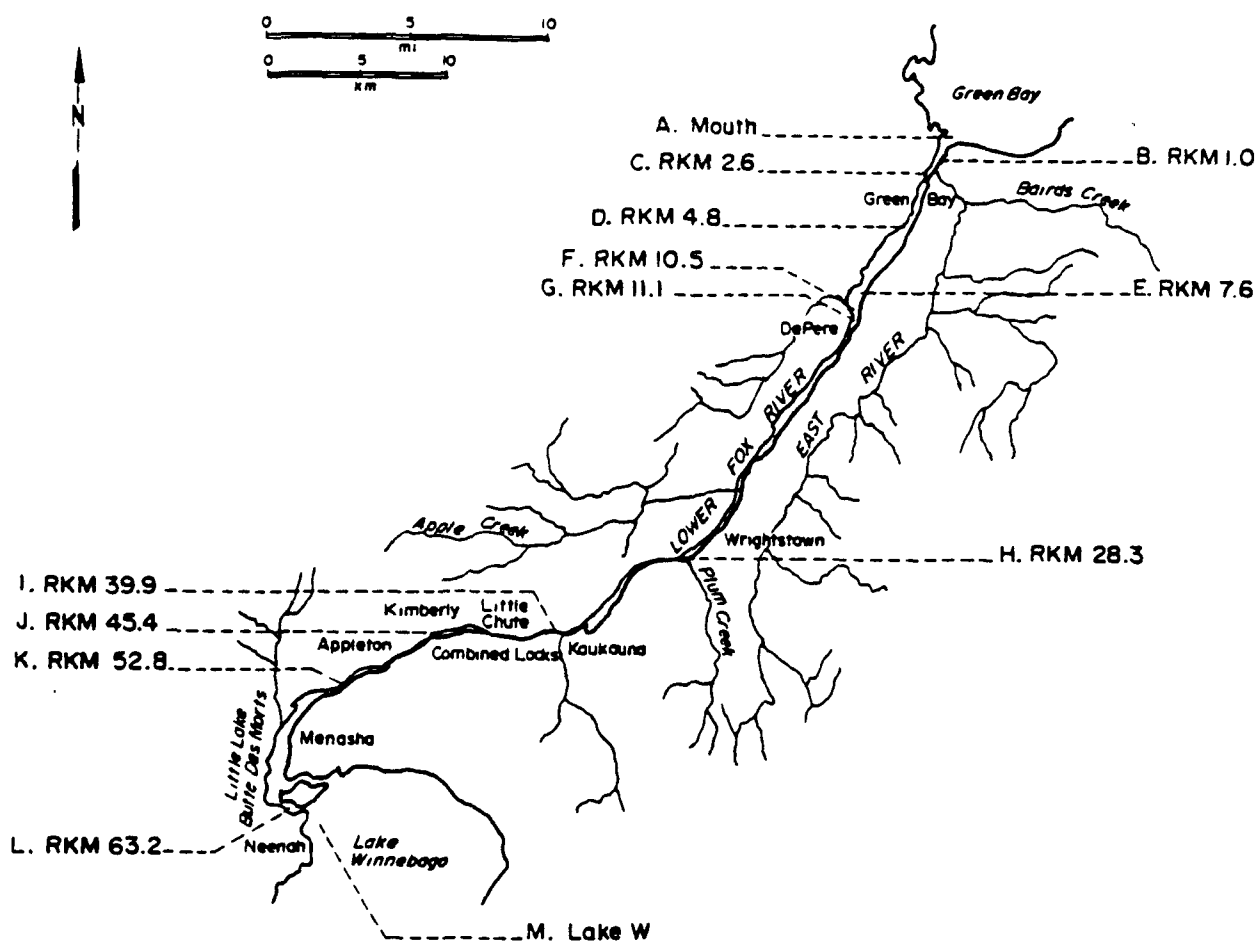 0 5 10
mi
0 5 10
km
N
Green Bay
A. Mouth
B. RKM 1.0
C. RKM 2.6
Bairds Creek
Green Bay
D. RKM 4.8
F. RKM 10.5
G. RKM 11.1
E. RKM 7.6
DePere
LOWER FOX RIVER
EAST RIVER
Apple Creek
Wrightstown
H. RKM 28.3
Plum Creek
I. RKM 39.9
Kimberly
Little
Chute
J. RKM 45.4
Appleton
Combined Locks
Kaukauna
K. RKM 52.8
Little Lake
Butte Des Morts
Menasha
L. RKM 63.2
Neenah
Lake
Winnebago
M. Lake W